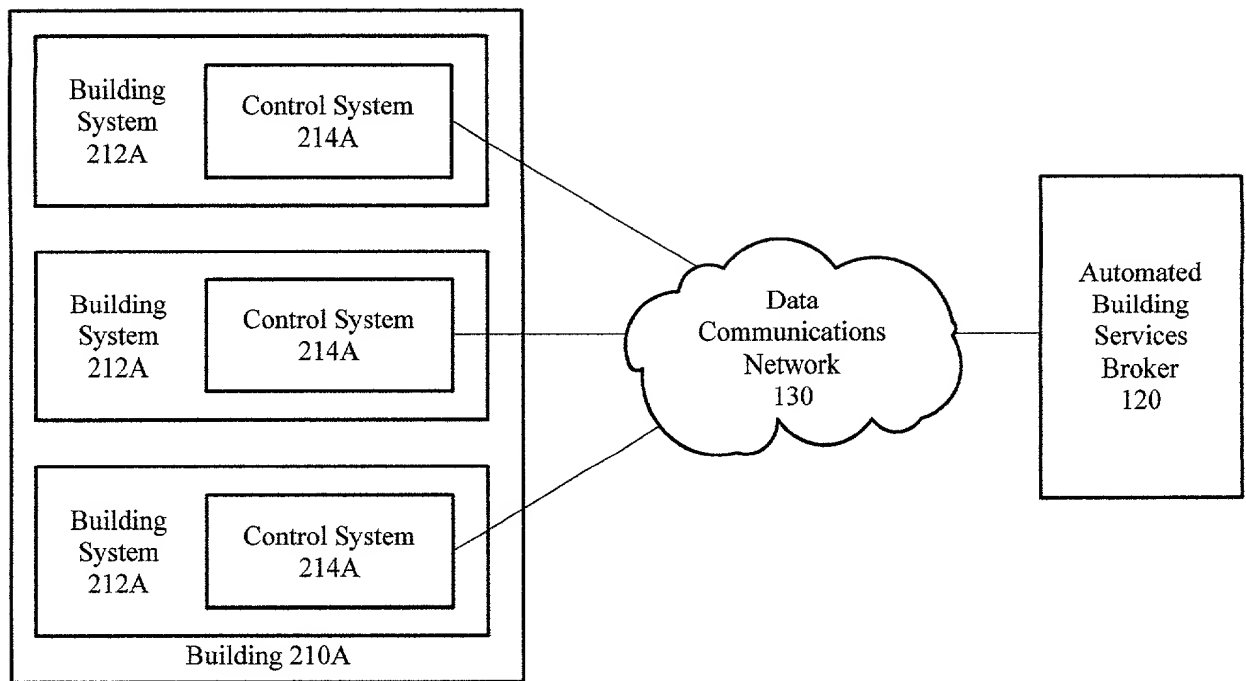 Building
System
212A
Control System
214A
Building
System
212A
Control System
214A
Building
System
212A
Control System
214A
Building 210A
Data
Communications
Network
130
Automated
Building
Services
Broker
120